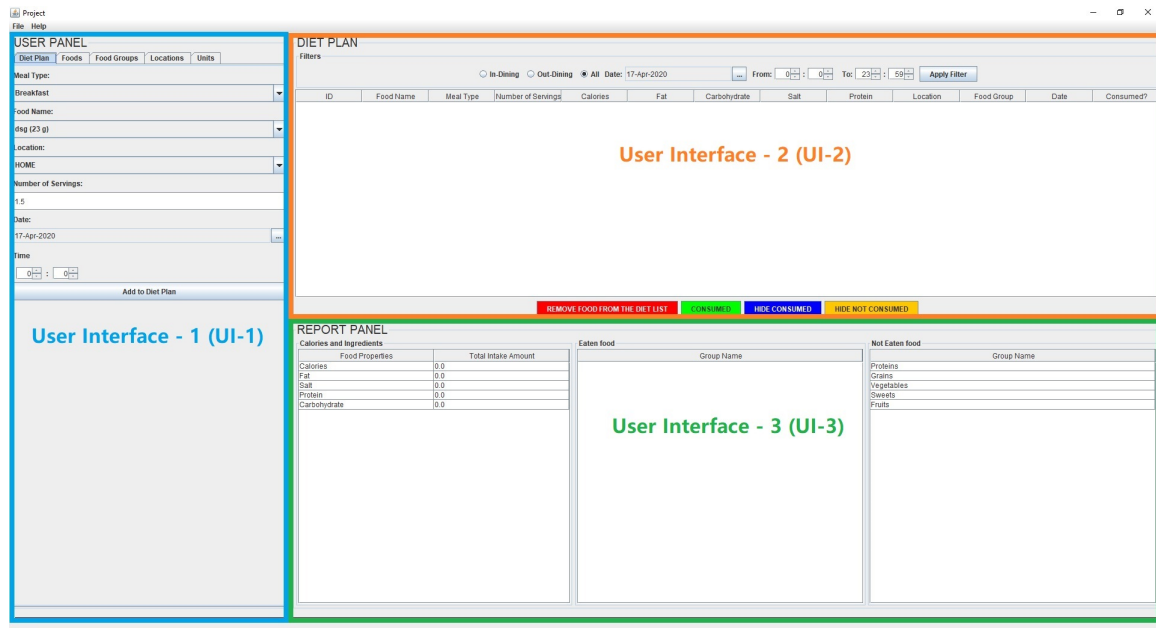 Project
File Help
USER PANEL
Diet Plan Foods Food Groups Locations Units
Meal Type:
Breakfast
Food Name:
dsg (23 g)
Location:
HOME
Number of Servings:
1.5
Date:
17-Apr-2020 ...
Time
0 : 0
Add to Diet Plan
User Interface - 1 (UI-1)
DIET PLAN
Filters
In-Dining Out-Dining All Date: 17-Apr-2020 ... From: 0 : 0 To: 23 : 59 Apply Filter
ID Food Name Meal Type Number of Servings Calories Fat Carbohydrate Salt Protein Location Food Group Date Consumed?
User Interface - 2 (UI-2)
REMOVE FOOD FROM THE DIET LIST CONSUMED HIDE CONSUMED HIDE NOT CONSUMED
REPORT PANEL
Calories and Ingredients Eaten food Not Eaten food
Food Properties Total Intake Amount Group Name Group Name
Calories 0.0 Proteins
Fat 0.0 Grains
Salt 0.0 Vegetables
Protein 0.0 Sweets
Carbohydrate 0.0 Fruits
User Interface - 3 (UI-3)